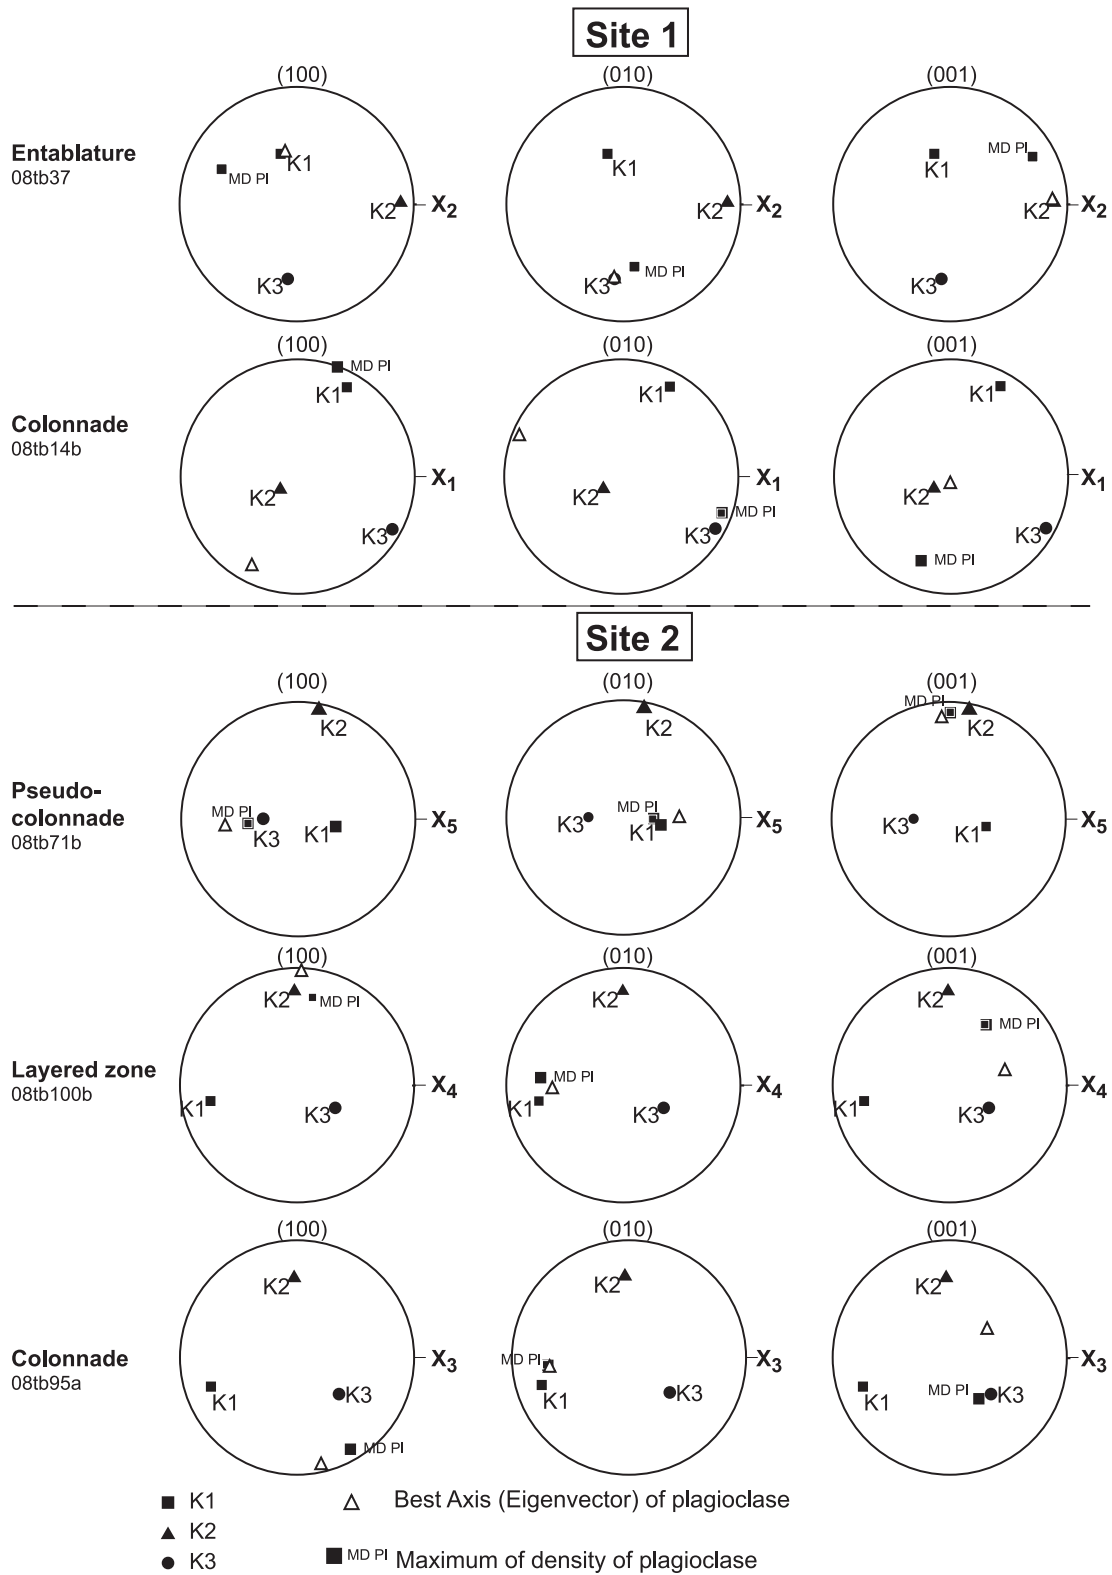 Site 1
(100) (010) (001)
Entablature
08tb37
K1 MD Pl K2 X2 K3
K1 K2 X2 MD Pl K3
MD Pl K1 K2 X2 K3
(100) (010) (001)
Colonnade
08tb14b
MD Pl K1 X1 K2 K3
K1 X1 K2 MD Pl K3
K1 X1 K2 K3 MD Pl
Site 2
(100) (010) (001)
Pseudo-
colonnade
08tb71b
K2 MD Pl K3 K1 X5
K2 MD Pl K3 K1 X5
MD Pl K2 K3 K1 X5
(100) (010) (001)
Layered zone
08tb100b
K2 MD Pl X4 K1 K3
K2 MD Pl X4 K1 K3
K2 MD Pl X4 K1 K3
(100) (010) (001)
Colonnade
08tb95a
K2 X3 K1 K3 MD Pl
K2 MD Pl X3 K1 K3
K2 X3 K1 MD Pl K3
K1
K2
K3
Best Axis (Eigenvector) of plagioclase
MD Pl Maximum of density of plagioclase